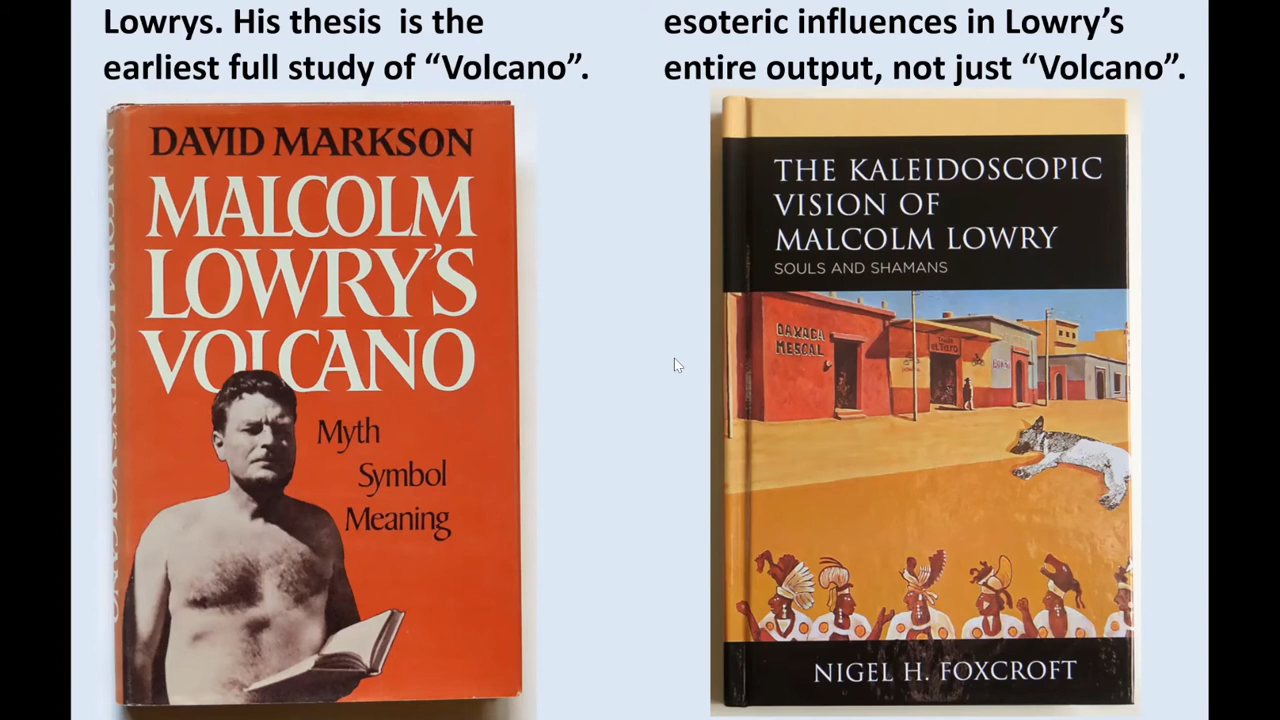 Lowrys. His thesis is the
earliest full study of “Volcano”.
DAVID MARKSON
MALCOLM
LOWRY'S
VOLCANO
Myth
Symbol
Meaning
esoteric influences in Lowry’s
entire output, not just “Volcano”.
THE KALEIDOSCOPIC
VISION OF
MALCOLM LOWRY
SOULS AND SHAMANS
OAXACA
MESCAL
NIGEL H. FOXCROFT